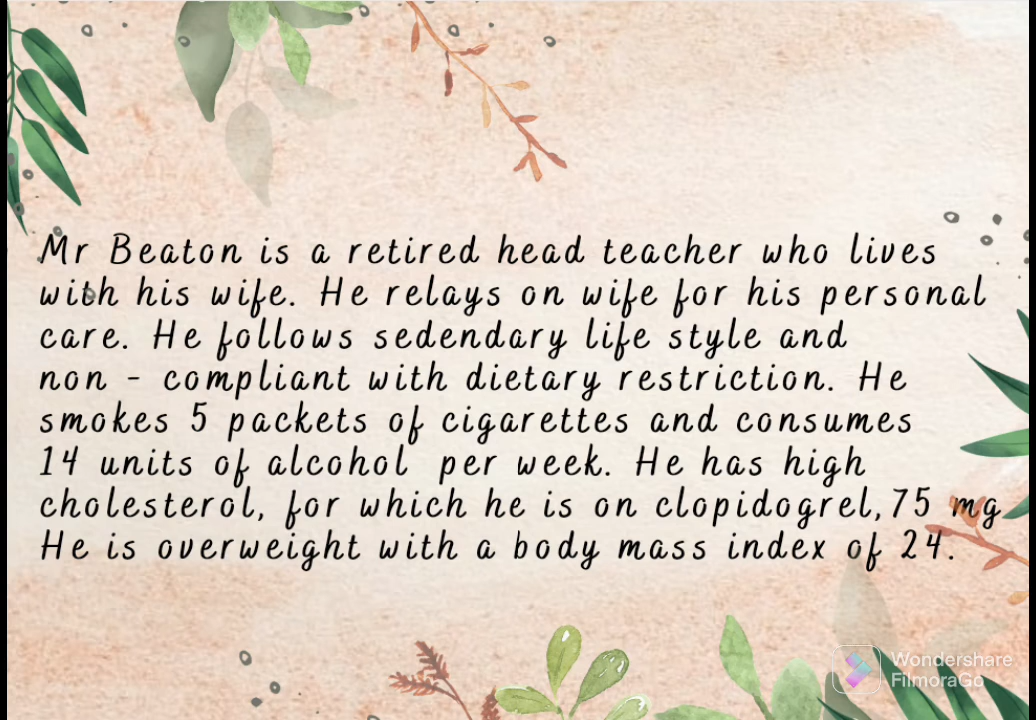 Mr Beaton is a retired head teacher who lives
with his wife. He relays on wife for his personal
care. He follows sedendary life style and
non - compliant with dietary restriction. He
smokes 5 packets of cigarettes and consumes
14 units of alcohol per week. He has high
cholesterol, for which he is on clopidogrel, 75 mg
He is overweight with a body mass index of 24.
Wondershare
FilmoraGo